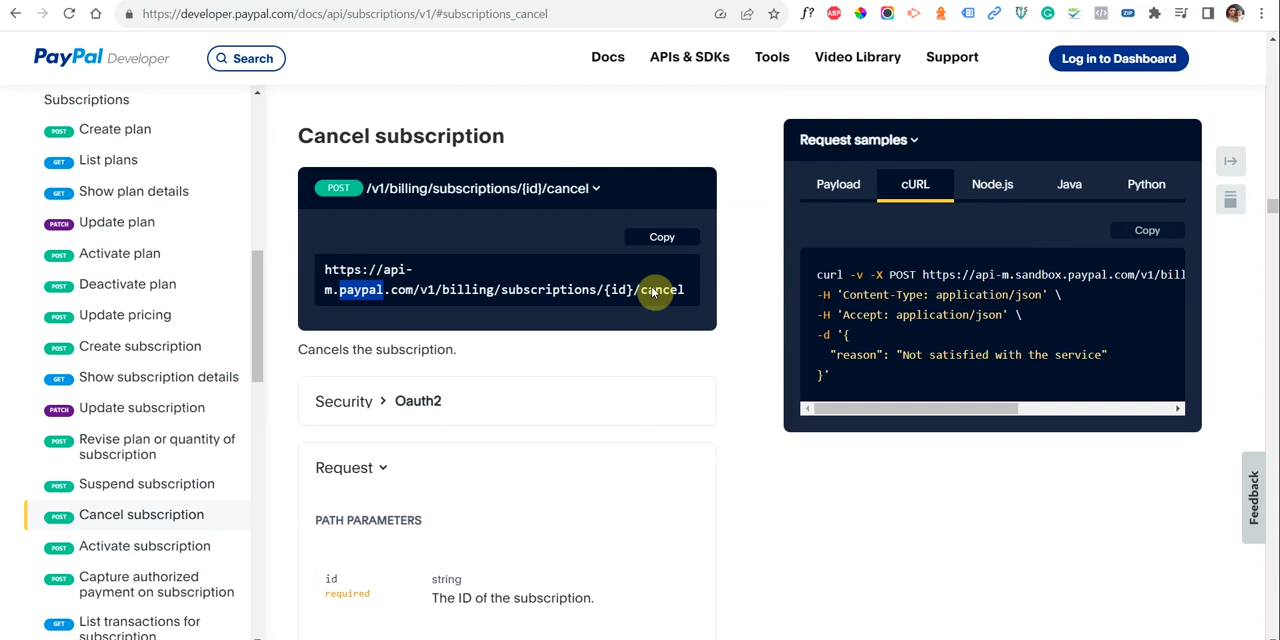 https://developer.paypal.com/docs/api/subscriptions/v1/#subscriptions_cancel
PayPal Developer
Search
Docs
APIs & SDKs
Tools
Video Library
Support
Log in to Dashboard
Subscriptions
POST Create plan
GET List plans
GET Show plan details
PATCH Update plan
POST Activate plan
POST Deactivate plan
POST Update pricing
POST Create subscription
GET Show subscription details
PATCH Update subscription
POST Revise plan or quantity of
subscription
POST Suspend subscription
POST Cancel subscription
POST Activate subscription
POST Capture authorized
payment on subscription
GET List transactions for
subscription
Cancel subscription
POST /v1/billing/subscriptions/{id}/cancel
Copy
https://api-
m.paypal.com/v1/billing/subscriptions/{id}/cancel
Cancels the subscription.
Security > Oauth2
Request
PATH PARAMETERS
id
required
string
The ID of the subscription.
Request samples
Payload
cURL
Node.js
Java
Python
Copy
curl -v -X POST https://api-m.sandbox.paypal.com/v1/bill
-H 'Content-Type: application/json' \
-H 'Accept: application/json' \
-d '{
"reason": "Not satisfied with the service"
}'
Feedback